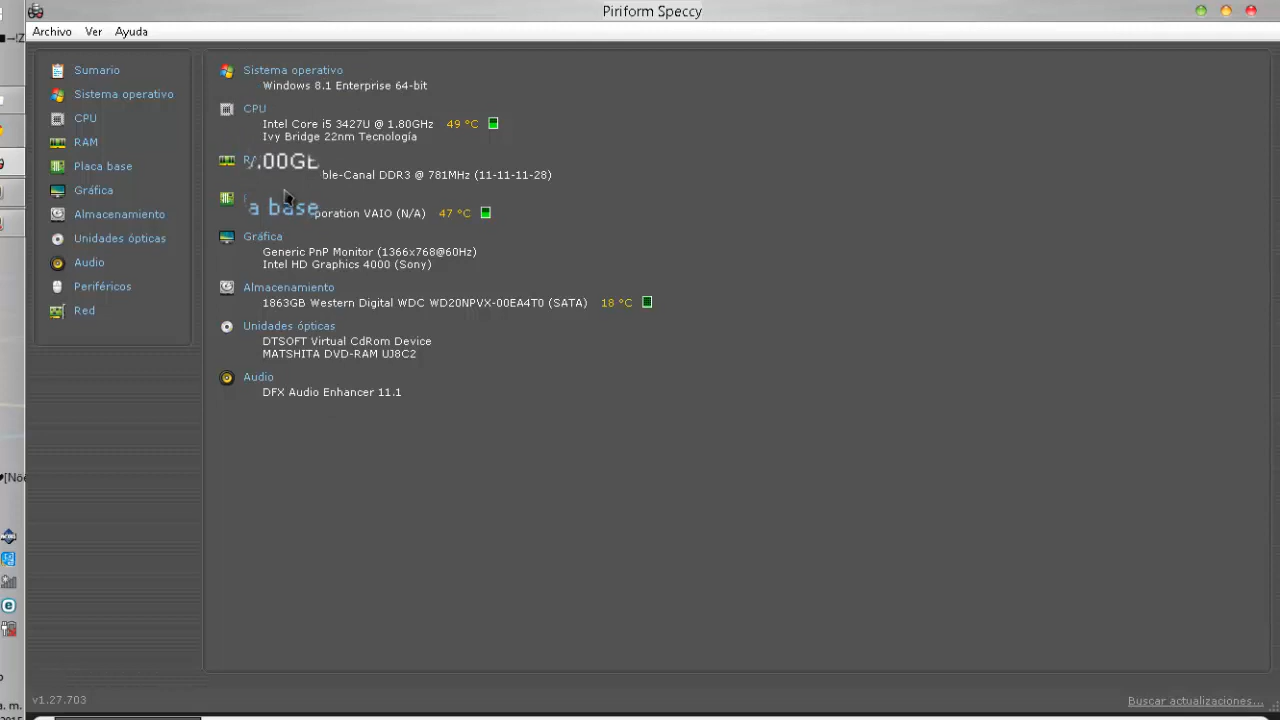 Piriform Speccy
Archivo Ver Ayuda
Sumario
Sistema operativo
CPU
RAM
Placa base
Gráfica
Almacenamiento
Unidades ópticas
Audio
Periféricos
Red
Sistema operativo
Windows 8.1 Enterprise 64-bit
CPU
Intel Core i5 3427U @ 1.80GHz 49 °C
Ivy Bridge 22nm Tecnología
.00GB
ble-Canal DDR3 @ 781MHz (11-11-11-28)
a base
poration VAIO (N/A) 47 °C
Gráfica
Generic PnP Monitor (1366x768@60Hz)
Intel HD Graphics 4000 (Sony)
Almacenamiento
1863GB Western Digital WDC WD20NPVX-00EA4T0 (SATA) 18 °C
Unidades ópticas
DTSOFT Virtual CdRom Device
MATSHITA DVD-RAM UJ8C2
Audio
DFX Audio Enhancer 11.1
v1.27.703
Buscar actualizaciones...